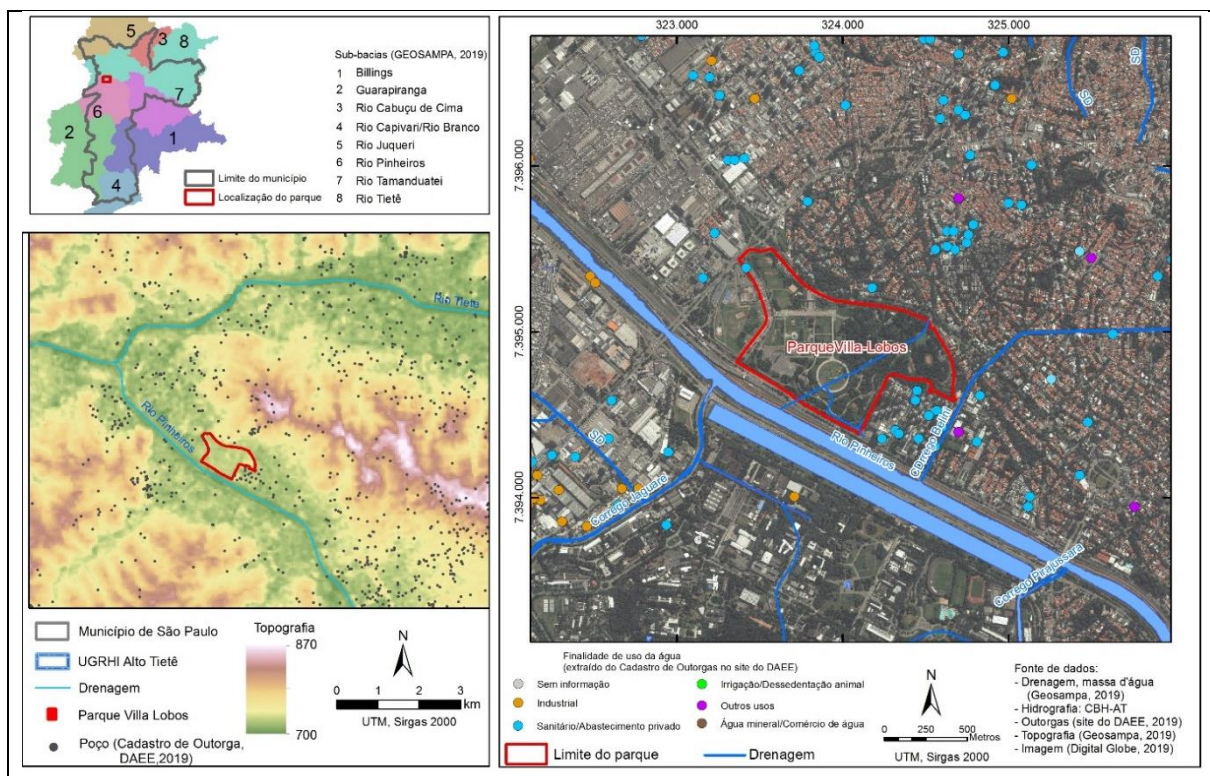 5
3
8
7
6
2
1
4
Sub-bacias (GEOSAMPA, 2019)
1 Billings
2 Guarapiranga
3 Rio Cabuçu de Cima
4 Rio Capivari/Rio Branco
5 Rio Juqueri
6 Rio Pinheiros
7 Rio Tamanduatei
8 Rio Tietê
Limite do município
Localização do parque
Rio Tiete
Rio Pinheiros
Município de São Paulo
UGRHI Alto Tietê
Drenagem
Parque Villa Lobos
Poço (Cadastro de Outorga,
DAEE,2019)
Topografia
870
700
N
0 1 2 3
km
UTM, Sirgas 2000
323.000 324.000 325.000
7.396.000
7.395.000
7.394.000
SD
SD
ParqueVilla-Lobos
Rio Pinheiros
SD
Corrego Jaguare
Corrego Pirajussara
Finalidade de uso da água
(extraído do Cadastro de Outorgas no site do DAEE)
Sem informação
Industrial
Sanitário/Abastecimento privado
Irrigação/Dessedentação animal
Outros usos
Água mineral/Comércio de água
Limite do parque
Drenagem
N
0 250 500
Metros
UTM, Sirgas 2000
Fonte de dados:
- Drenagem, massa d'água
(Geosampa, 2019)
- Hidrografia: CBH-AT
- Outorgas (site do DAEE, 2019)
- Topografia (Geosampa, 2019)
- Imagem (Digital Globe, 2019)